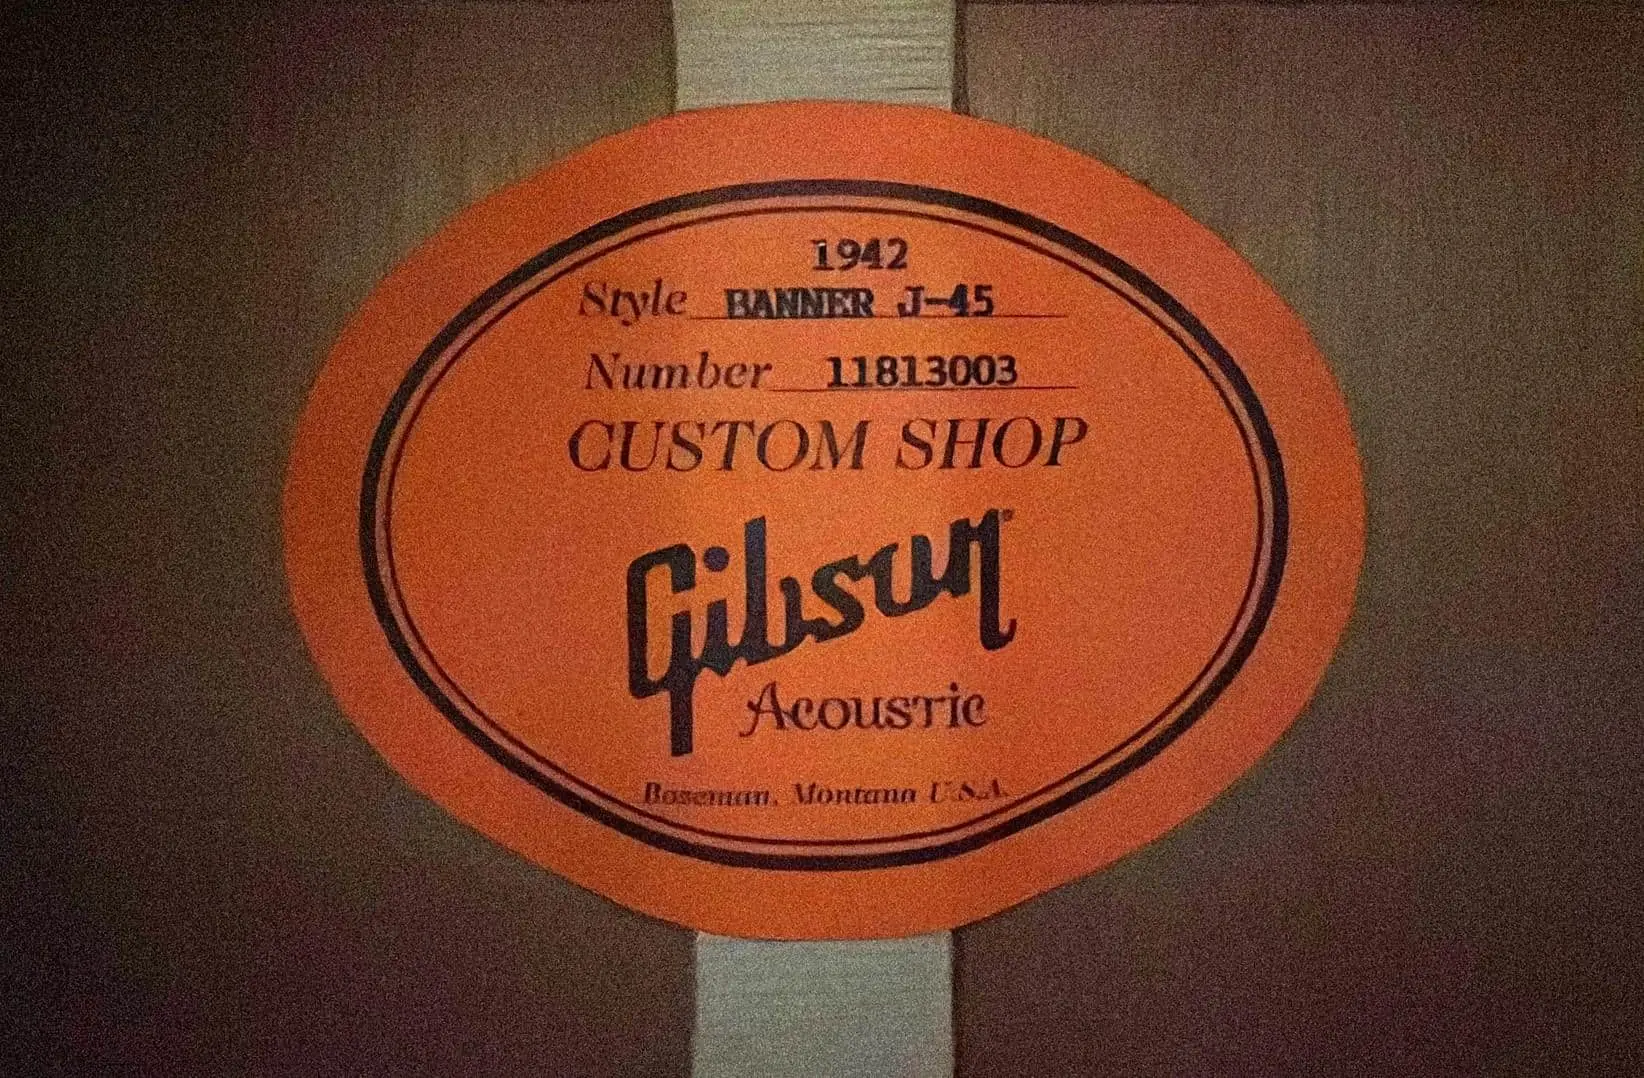 1942
Style BANNER J-45
Number 11813003
CUSTOM SHOP
Gibson
Acoustic
Bozeman, Montana U.S.A.